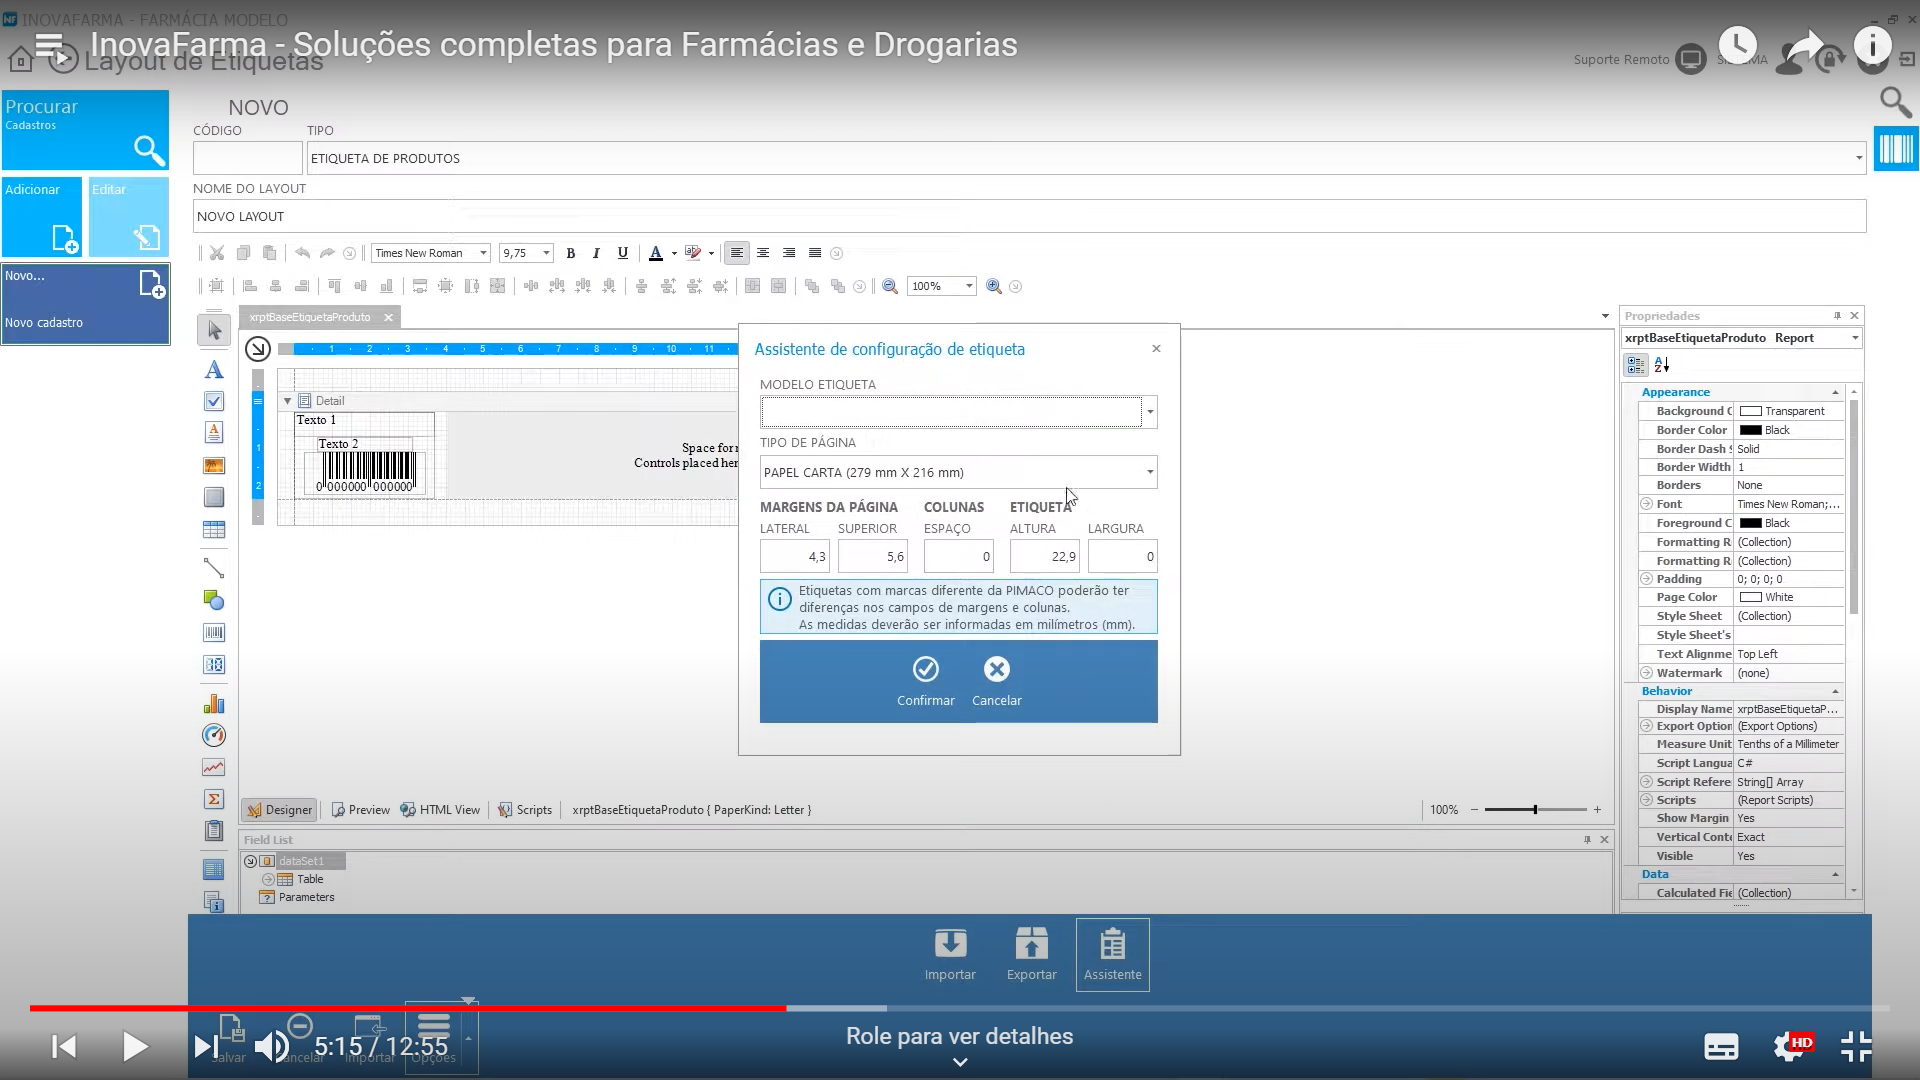 INOVAFARMA - FARMÁCIA MODELO
InovaFarma - Soluções completas para Farmácias e Drogarias
Layout de Etiquetas
Suporte Remoto
Procurar
Cadastros
Adicionar
Editar
Novo...
Novo cadastro
NOVO
CÓDIGO
TIPO
ETIQUETA DE PRODUTOS
NOME DO LAYOUT
NOVO LAYOUT
Times New Roman
9,75
B I U
100%
xrptBaseEtiquetaProduto
1 2 3 4 5 6 7 8 9 10 11
Detail
Texto 1
Texto 2
0 000000 000000
Space for
Controls placed her
Assistente de configuração de etiqueta
MODELO ETIQUETA
TIPO DE PÁGINA
PAPEL CARTA (279 mm X 216 mm)
MARGENS DA PÁGINA
COLUNAS
ETIQUETA
LATERAL
SUPERIOR
ESPAÇO
ALTURA
LARGURA
4,3
5,6
0
22,9
0
Etiquetas com marcas diferente da PIMACO poderão ter
diferenças nos campos de margens e colunas.
As medidas deverão ser informadas em milímetros (mm).
Confirmar
Cancelar
Propriedades
xrptBaseEtiquetaProduto Report
Appearance
Background C Transparent
Border Color Black
Border Dash S Solid
Border Width 1
Borders None
Font Times New Roman;...
Foreground C Black
Formatting R (Collection)
Formatting R (Collection)
Padding 0; 0; 0; 0
Page Color White
Style Sheet (Collection)
Style Sheet's
Text Alignme Top Left
Watermark (none)
Behavior
Display Name xrptBaseEtiquetaP...
Export Option (Export Options)
Measure Unit Tenths of a Millimeter
Script Langua C#
Script Refere String[] Array
Scripts (Report Scripts)
Show Margin Yes
Vertical Conte Exact
Visible Yes
Data
Calculated Fie (Collection)
Designer
Preview
HTML View
Scripts
xrptBaseEtiquetaProduto { PaperKind: Letter }
100%
Field List
dataSet1
Table
Parameters
Importar
Exportar
Assistente
Salvar
Cancelar
Importar
Opções
5:15 / 12:55
Role para ver detalhes
HD